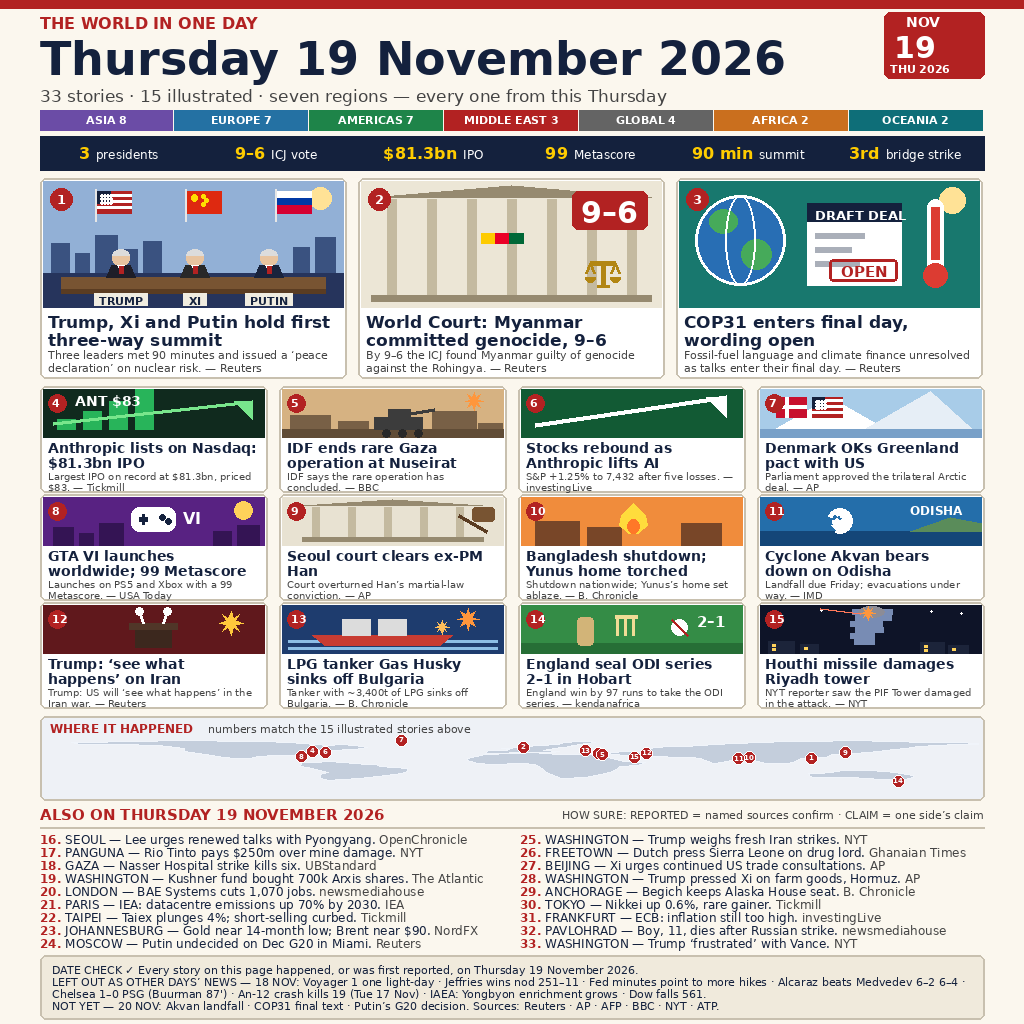 THE WORLD IN ONE DAY
Thursday 19 November 2026
NOV
19
THU 2026
33 stories · 15 illustrated · seven regions — every one from this Thursday
ASIA 8
EUROPE 7
AMERICAS 7
MIDDLE EAST 3
GLOBAL 4
AFRICA 2
OCEANIA 2
3 presidents
9–6 ICJ vote
$81.3bn IPO
99 Metascore
90 min summit
3rd bridge strike
1
TRUMP
XI
PUTIN
Trump, Xi and Putin hold first
three-way summit
Three leaders met 90 minutes and issued a ‘peace
declaration’ on nuclear risk. — Reuters
2
9–6
World Court: Myanmar
committed genocide, 9–6
By 9–6 the ICJ found Myanmar guilty of genocide
against the Rohingya. — Reuters
3
DRAFT DEAL
OPEN
COP31 enters final day,
wording open
Fossil-fuel language and climate finance unresolved
as talks enter their final day. — Reuters
4
ANT $83
Anthropic lists on Nasdaq:
$81.3bn IPO
Largest IPO on record at $81.3bn, priced
$83. — Tickmill
5
IDF ends rare Gaza
operation at Nuseirat
IDF says the rare operation has
concluded. — BBC
6
Stocks rebound as
Anthropic lifts AI
S&P +1.25% to 7,432 after five losses. —
investingLive
7
Denmark OKs Greenland
pact with US
Parliament approved the trilateral Arctic
deal. — AP
8
VI
GTA VI launches
worldwide; 99 Metascore
Launches on PS5 and Xbox with a 99
Metascore. — USA Today
9
Seoul court clears ex-PM
Han
Court overturned Han’s martial-law
conviction. — AP
10
Bangladesh shutdown;
Yunus home torched
Shutdown nationwide; Yunus’s home set
ablaze. — B. Chronicle
11
ODISHA
Cyclone Akvan bears
down on Odisha
Landfall due Friday; evacuations under
way. — IMD
12
Trump: ‘see what
happens’ on Iran
Trump: US will ‘see what happens’ in the
Iran war. — Reuters
13
LPG tanker Gas Husky
sinks off Bulgaria
Tanker with ~3,400t of LPG sinks off
Bulgaria. — B. Chronicle
14
2–1
England seal ODI series
2–1 in Hobart
England win by 97 runs to take the ODI
series. — kendanafrica
15
Houthi missile damages
Riyadh tower
NYT reporter saw the PIF Tower damaged
in the attack. — NYT
WHERE IT HAPPENED numbers match the 15 illustrated stories above
7
8
4
6
2
13
5
15
12
11
10
1
9
14
ALSO ON THURSDAY 19 NOVEMBER 2026
HOW SURE: REPORTED = named sources confirm · CLAIM = one side’s claim
16. SEOUL — Lee urges renewed talks with Pyongyang. OpenChronicle
17. PANGUNA — Rio Tinto pays $250m over mine damage. NYT
18. GAZA — Nasser Hospital strike kills six. UBStandard
19. WASHINGTON — Kushner fund bought 700k Arxis shares. The Atlantic
20. LONDON — BAE Systems cuts 1,070 jobs. newsmediahouse
21. PARIS — IEA: datacentre emissions up 70% by 2030. IEA
22. TAIPEI — Taiex plunges 4%; short-selling curbed. Tickmill
23. JOHANNESBURG — Gold near 14-month low; Brent near $90. NordFX
24. MOSCOW — Putin undecided on Dec G20 in Miami. Reuters
25. WASHINGTON — Trump weighs fresh Iran strikes. NYT
26. FREETOWN — Dutch press Sierra Leone on drug lord. Ghanaian Times
27. BEIJING — Xi urges continued US trade consultations. AP
28. WASHINGTON — Trump pressed Xi on farm goods, Hormuz. AP
29. ANCHORAGE — Begich keeps Alaska House seat. B. Chronicle
30. TOKYO — Nikkei up 0.6%, rare gainer. Tickmill
31. FRANKFURT — ECB: inflation still too high. investingLive
32. PAVLOHRAD — Boy, 11, dies after Russian strike. newsmediahouse
33. WASHINGTON — Trump ‘frustrated’ with Vance. NYT
DATE CHECK ✓ Every story on this page happened, or was first reported, on Thursday 19 November 2026.
LEFT OUT AS OTHER DAYS’ NEWS — 18 NOV: Voyager 1 one light-day · Jeffries wins nod 251–11 · Fed minutes point to more hikes · Alcaraz beats Medvedev 6–2 6–4 ·
Chelsea 1–0 PSG (Buurman 87') · An-12 crash kills 19 (Tue 17 Nov) · IAEA: Yongbyon enrichment grows · Dow falls 561.
NOT YET — 20 NOV: Akvan landfall · COP31 final text · Putin’s G20 decision. Sources: Reuters · AP · AFP · BBC · NYT · ATP.